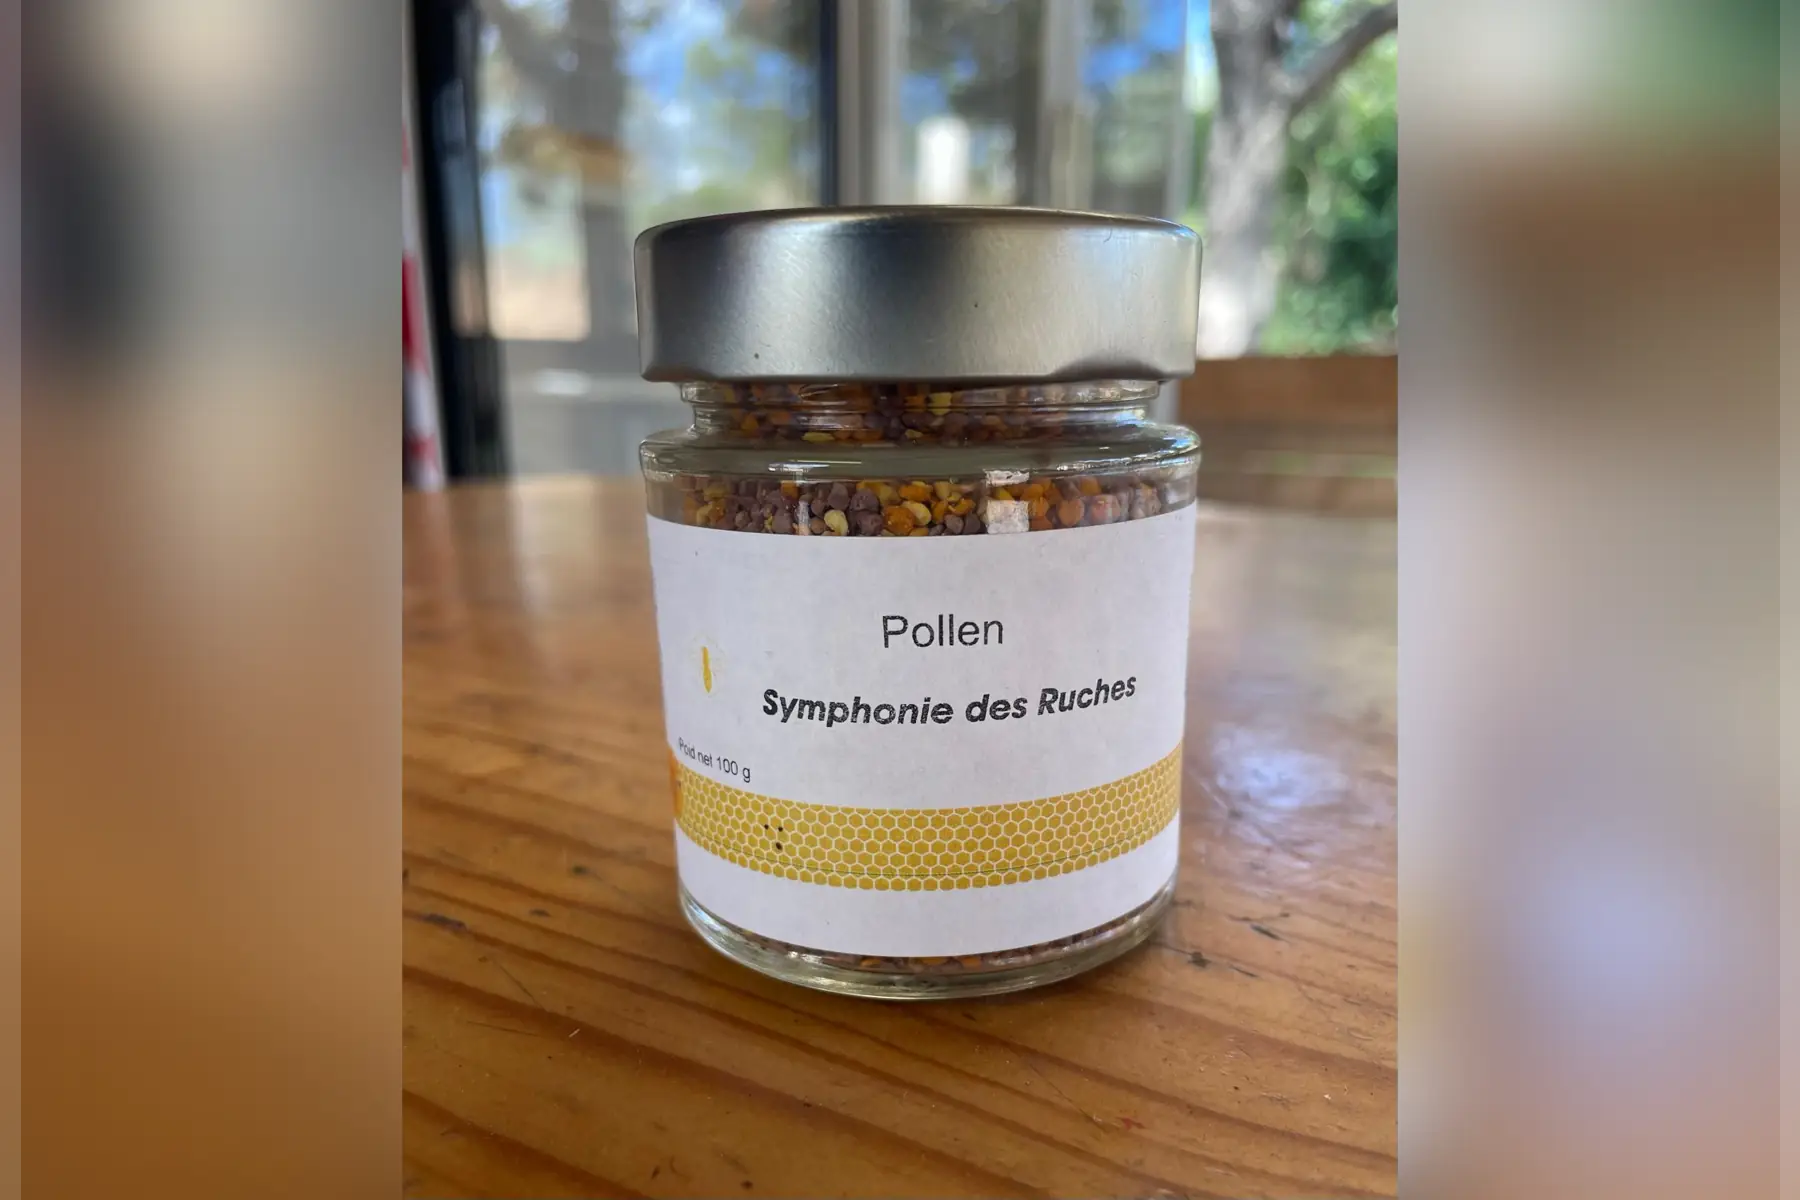 Pollen
Symphonie des Ruches
Poid net 100 g